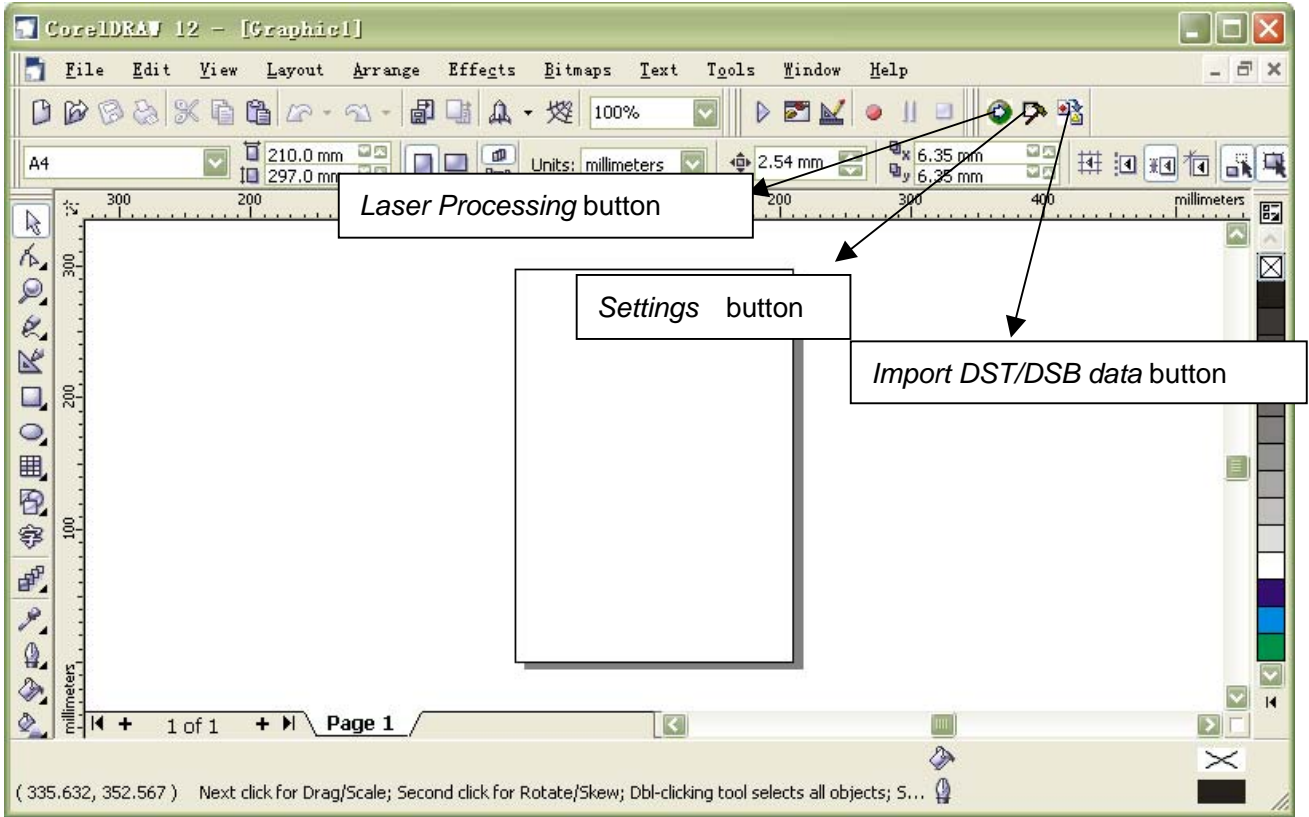 CorelDRAW 12 - [Graphic1]
File Edit View Layout Arrange Effects Bitmaps Text Tools Window Help
100%
A4
210.0 mm
297.0 mm
Units: millimeters
2.54 mm
x 6.35 mm
y 6.35 mm
300 200 200 300 400 millimeters
Laser Processing button
300
Settings button
Import DST/DSB data button
200
字
100
millimeters
1 of 1
Page 1
( 335.632, 352.567 ) Next click for Drag/Scale; Second click for Rotate/Skew; Dbl-clicking tool selects all objects; S...